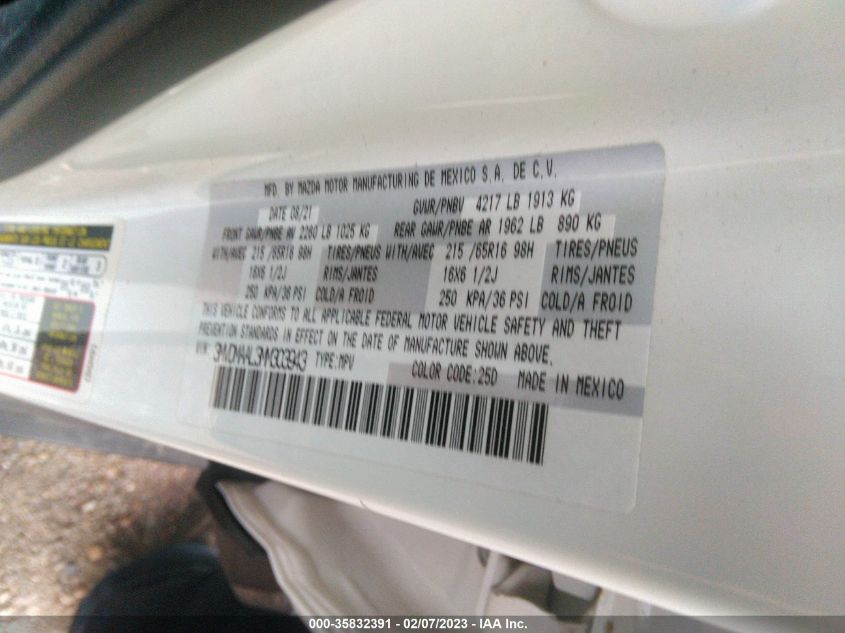 MFD. BY MAZDA MOTOR MANUFACTURING DE MEXICO S.A. DE C.V.
DATE 08/21 GVWR/PNBV 4217 LB 1913 KG
FRONT GAWR/PNBE AV 2260 LB 1025 KG REAR GAWR/PNBE AR 1962 LB 890 KG
WITH/AVEC 215 /65R16 98H TIRES/PNEUS WITH/AVEC 215 /65R16 98H TIRES/PNEUS
16X6 1/2J RIMS/JANTES 16X6 1/2J RIMS/JANTES
250 KPA/36 PSI COLD/A FROID 250 KPA/36 PSI COLD/A FROID
THIS VEHICLE CONFORMS TO ALL APPLICABLE FEDERAL MOTOR VEHICLE SAFETY AND THEFT
PREVENTION STANDARDS IN EFFECT ON THE DATE OF MANUFACTURE SHOWN ABOVE.
VIN: TYPE:MPV COLOR CODE:25D MADE IN MEXICO
000-35832391 - 02/07/2023 - IAA Inc.